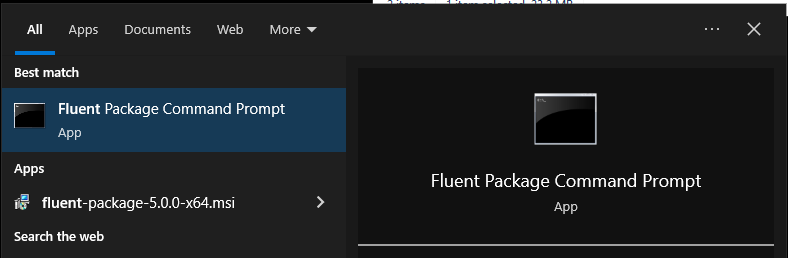 All Apps Documents Web More
Best match
Fluent Package Command Prompt
App
Apps
fluent-package-5.0.0-x64.msi
Search the web
Fluent Package Command Prompt
App